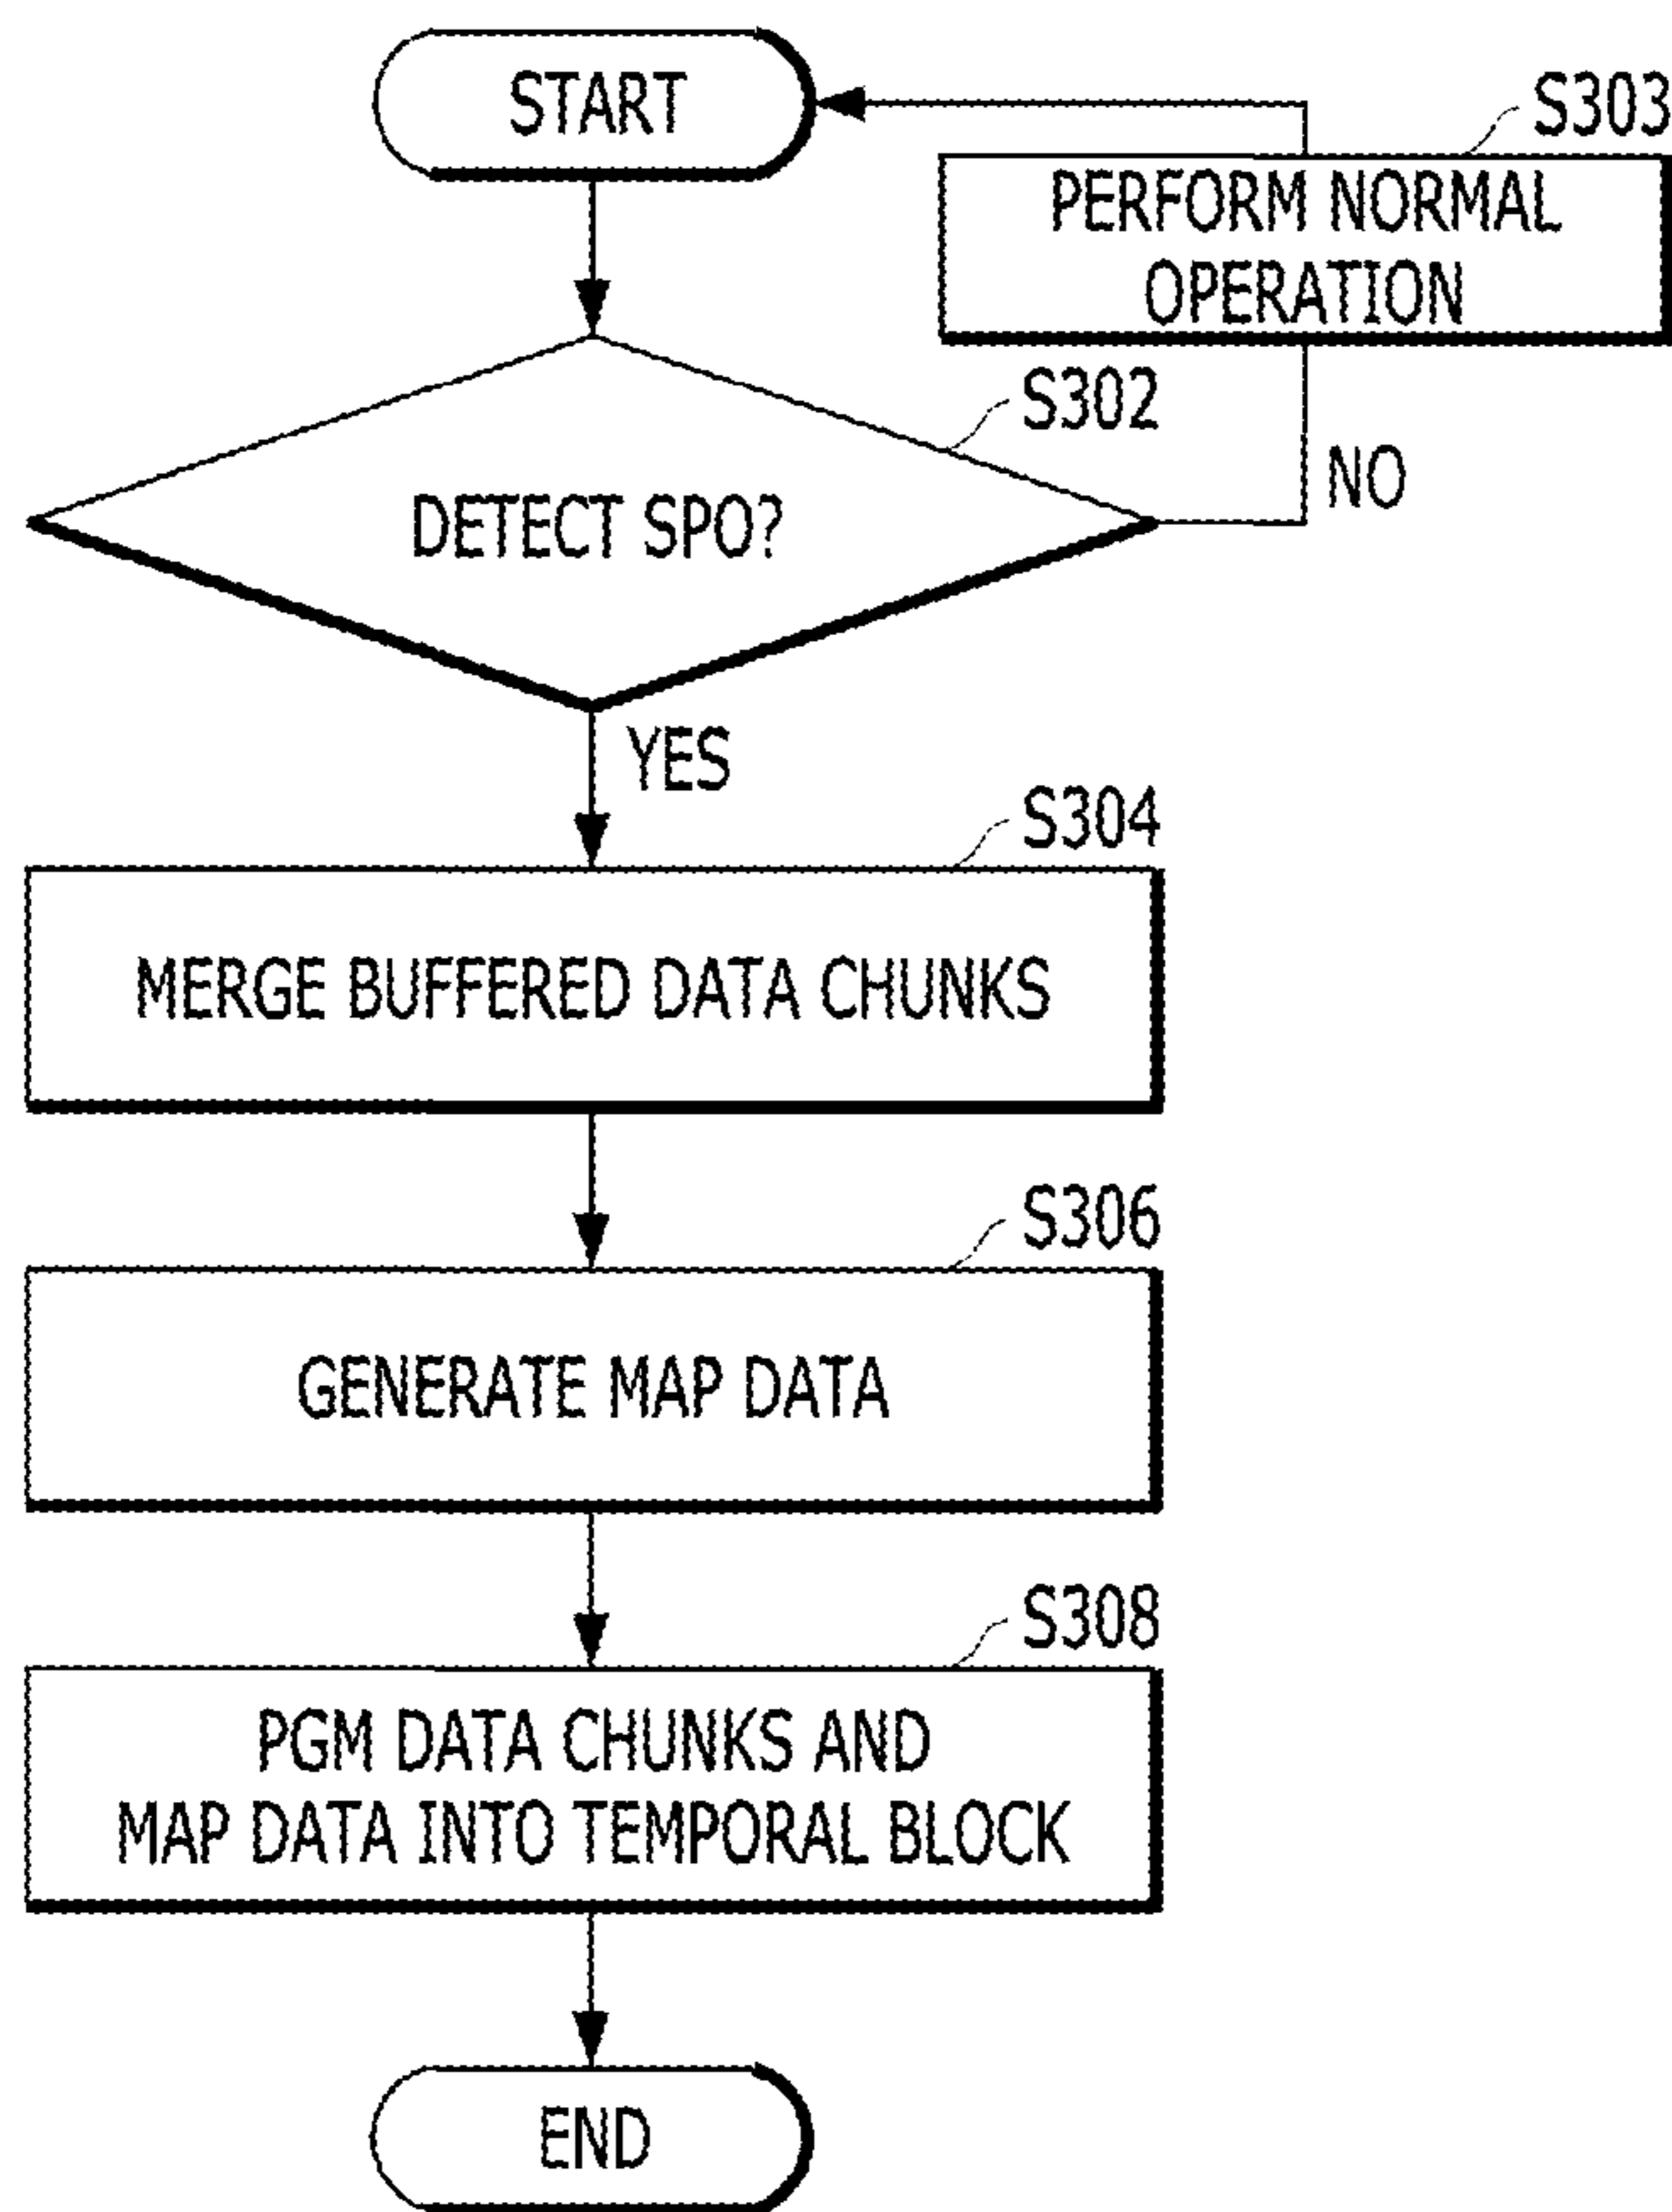 START
S303
PERFORM NORMAL
OPERATION
S302
DETECT SPO?
NO
YES
S304
MERGE BUFFERED DATA CHUNKS
S306
GENERATE MAP DATA
S308
PGM DATA CHUNKS AND
MAP DATA INTO TEMPORAL BLOCK
END